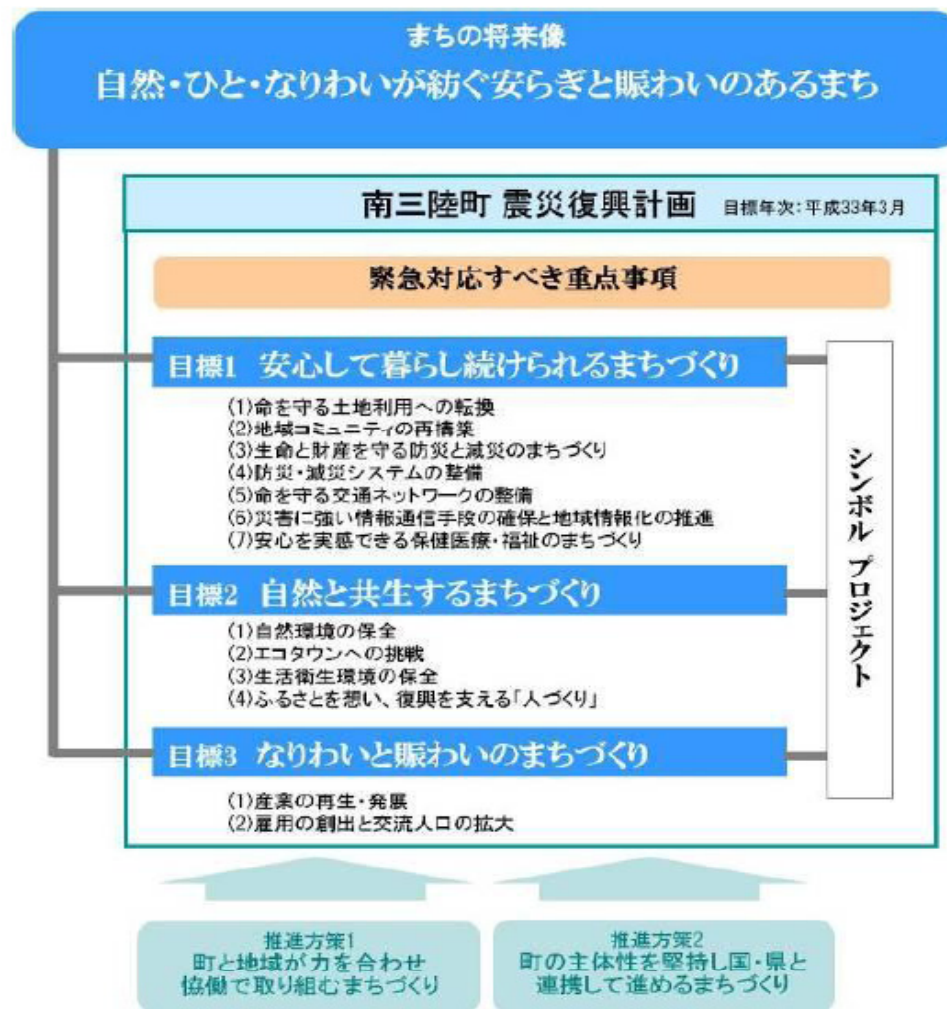 まちの将来像
自然・ひと・なりわいが紡ぐ安らぎと賑わいのあるまち
南三陸町 震災復興計画 目標年次：平成33年3月
緊急対応すべき重点事項
目標1 安心して暮らし続けられるまちづくり
(1)命を守る土地利用への転換
(2)地域コミュニティの再構築
(3)生命と財産を守る防災と減災のまちづくり
(4)防災・減災システムの整備
(5)命を守る交通ネットワークの整備
(6)災害に強い情報通信手段の確保と地域情報化の推進
(7)安心を実感できる保健医療・福祉のまちづくり
目標2 自然と共生するまちづくり
(1)自然環境の保全
(2)エコタウンへの挑戦
(3)生活衛生環境の保全
(4)ふるさとを想い、復興を支える「人づくり」
目標3 なりわいと賑わいのまちづくり
(1)産業の再生・発展
(2)雇用の創出と交流人口の拡大
シンボル プロジェクト
推進方策1
町と地域が力を合わせ
協働で取り組むまちづくり
推進方策2
町の主体性を堅持し国・県と
連携して進めるまちづくり